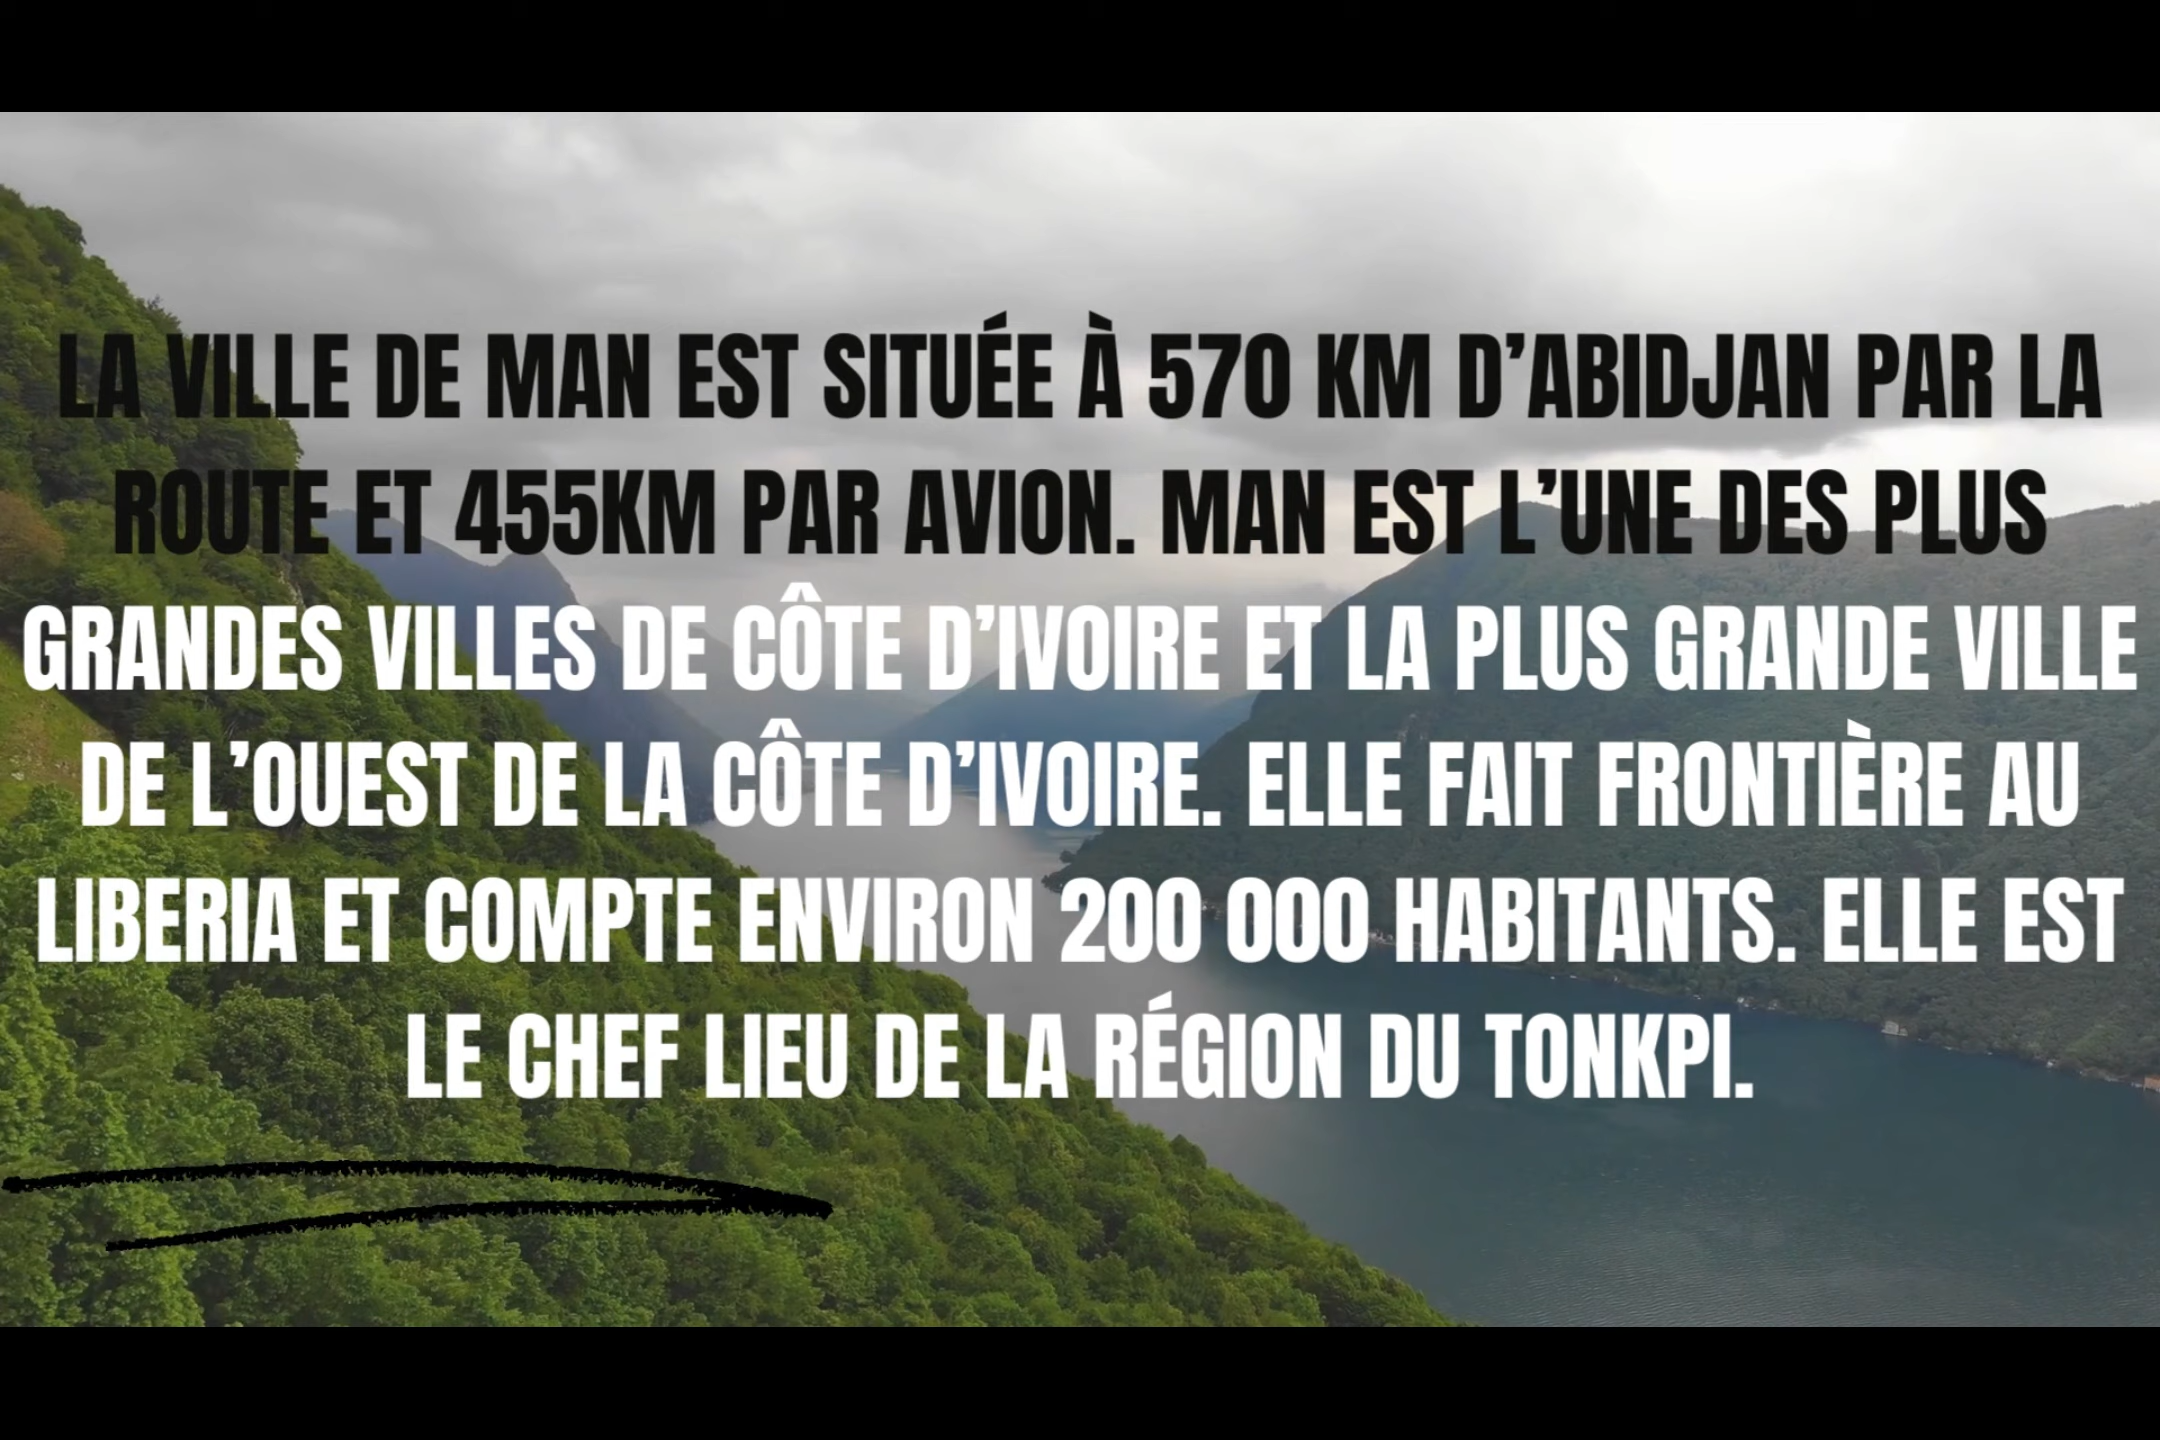 LA VILLE DE MAN EST SITUÉE À 570 KM D’ABIDJAN PAR LA
ROUTE ET 455KM PAR AVION. MAN EST L’UNE DES PLUS
GRANDES VILLES DE CÔTE D’IVOIRE ET LA PLUS GRANDE VILLE
DE L’OUEST DE LA CÔTE D’IVOIRE. ELLE FAIT FRONTIÈRE AU
LIBERIA ET COMPTE ENVIRON 200 000 HABITANTS. ELLE EST
LE CHEF LIEU DE LA RÉGION DU TONKPI.